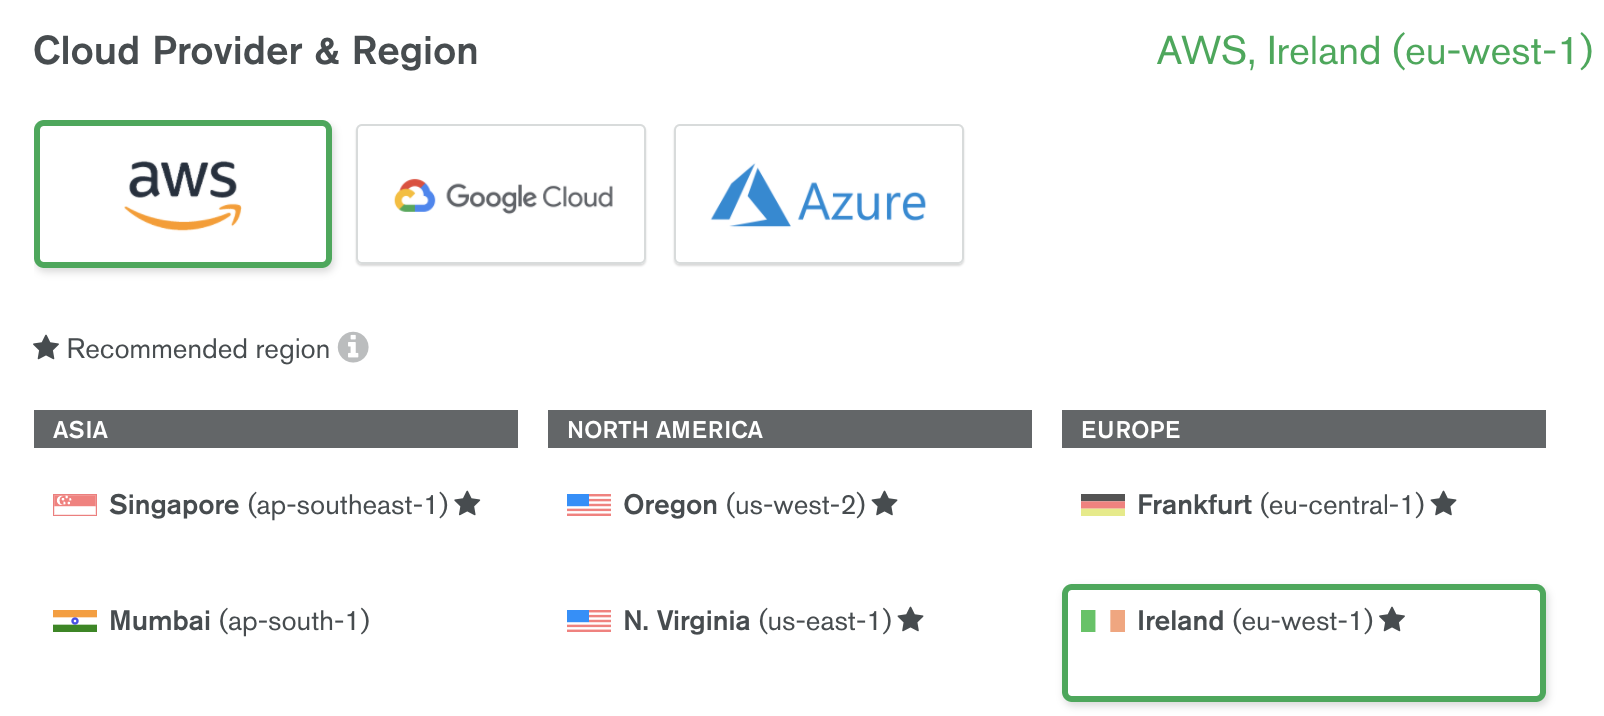 Cloud Provider & Region
AWS, Ireland (eu-west-1)
aws
Google Cloud
Azure
★ Recommended region i
ASIA
Singapore (ap-southeast-1) ★
Mumbai (ap-south-1)
NORTH AMERICA
Oregon (us-west-2) ★
N. Virginia (us-east-1) ★
EUROPE
Frankfurt (eu-central-1) ★
Ireland (eu-west-1) ★